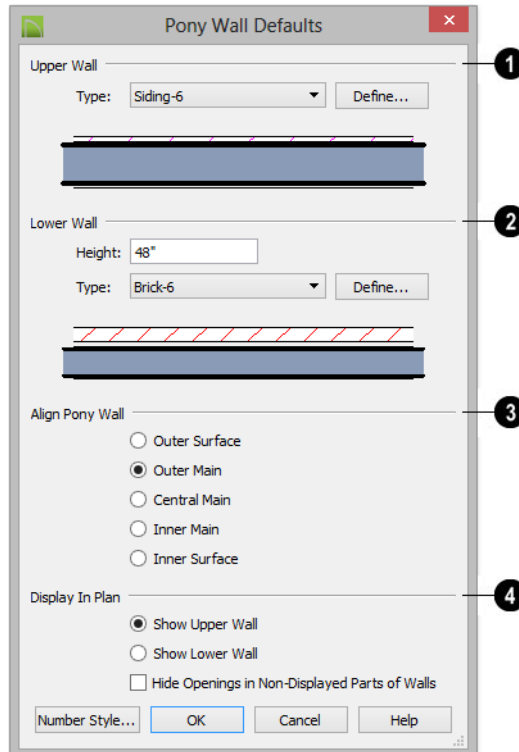 Pony Wall Defaults
1
Upper Wall
Type: Siding-6 Define...
2
Lower Wall
Height: 48"
Type: Brick-6 Define...
3
Align Pony Wall
Outer Surface
Outer Main
Central Main
Inner Main
Inner Surface
4
Display In Plan
Show Upper Wall
Show Lower Wall
Hide Openings in Non-Displayed Parts of Walls
Number Style... OK Cancel Help